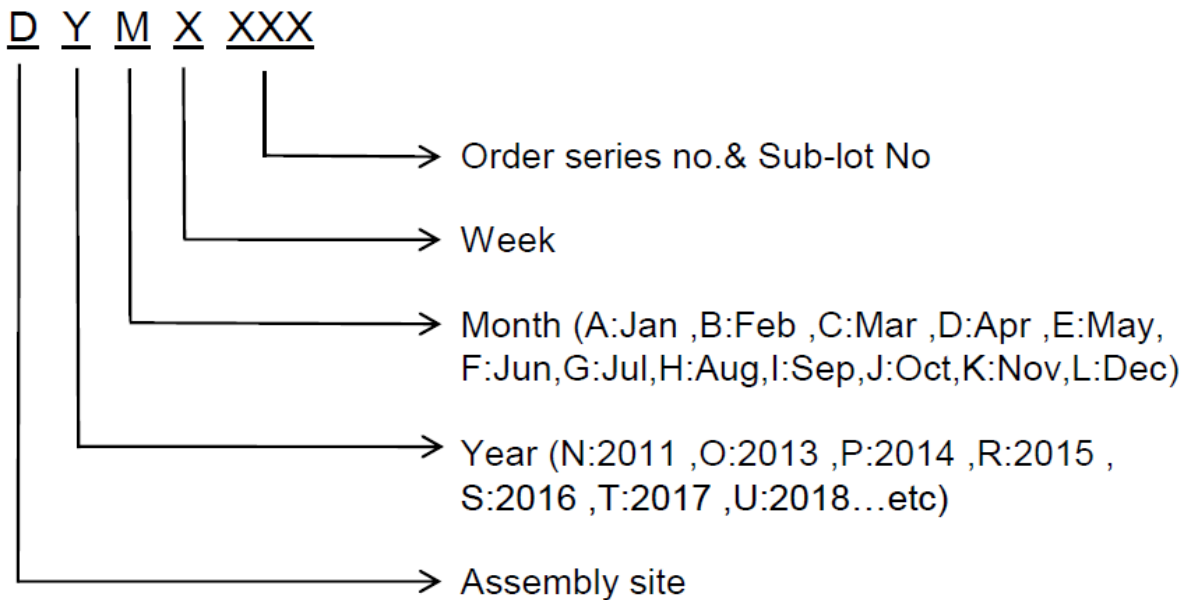 D Y M X XXX
Order series no.& Sub-lot No
Week
Month (A:Jan ,B:Feb ,C:Mar ,D:Apr ,E:May,
F:Jun,G:Jul,H:Aug,I:Sep,J:Oct,K:Nov,L:Dec)
Year (N:2011 ,O:2013 ,P:2014 ,R:2015 ,
S:2016 ,T:2017 ,U:2018...etc)
Assembly site